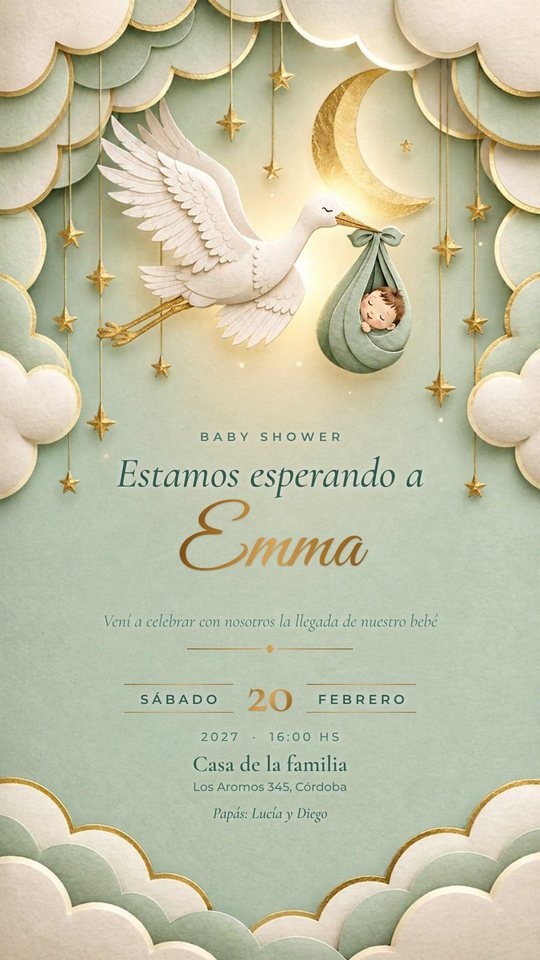 BABY SHOWER
Estamos esperando a
Emma
Vení a celebrar con nosotros la llegada de nuestro bebé
SÁBADO 20 FEBRERO
2027 · 16:00 HS
Casa de la familia
Los Aromos 345, Córdoba
Papás: Lucía y Diego